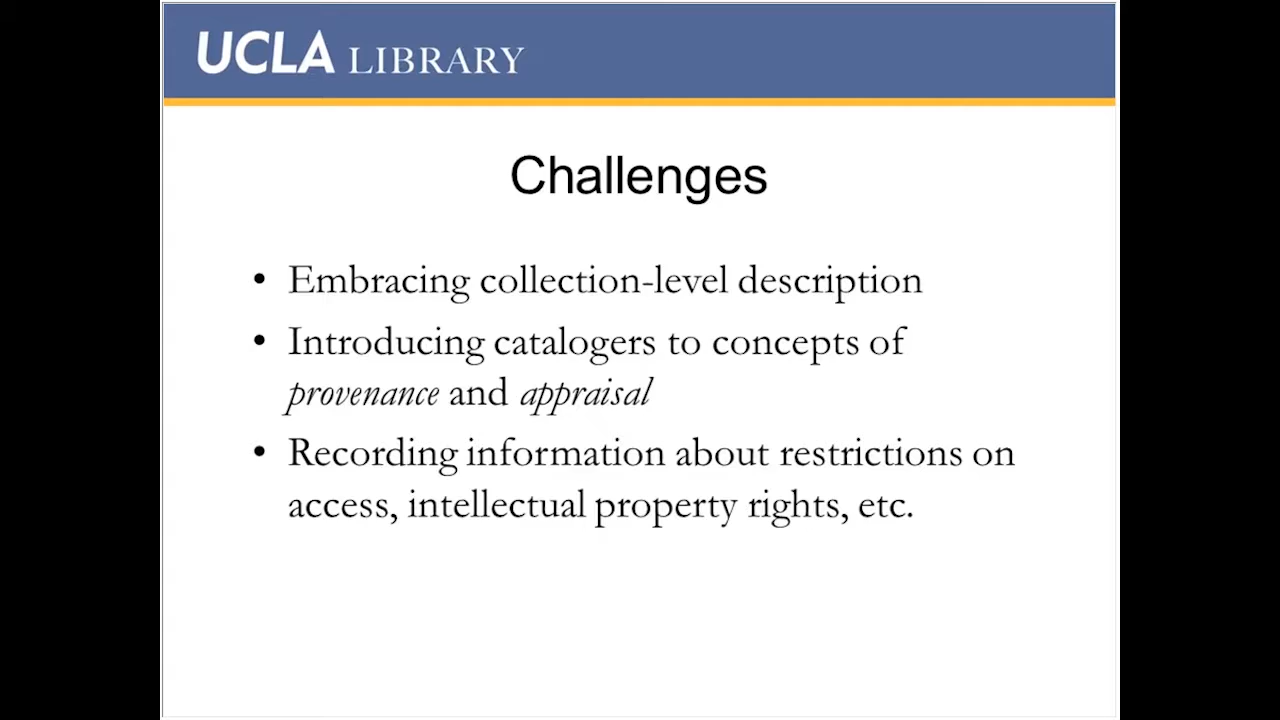 UCLA LIBRARY
Challenges
• Embracing collection-level description
• Introducing catalogers to concepts of
provenance and appraisal
• Recording information about restrictions on
access, intellectual property rights, etc.